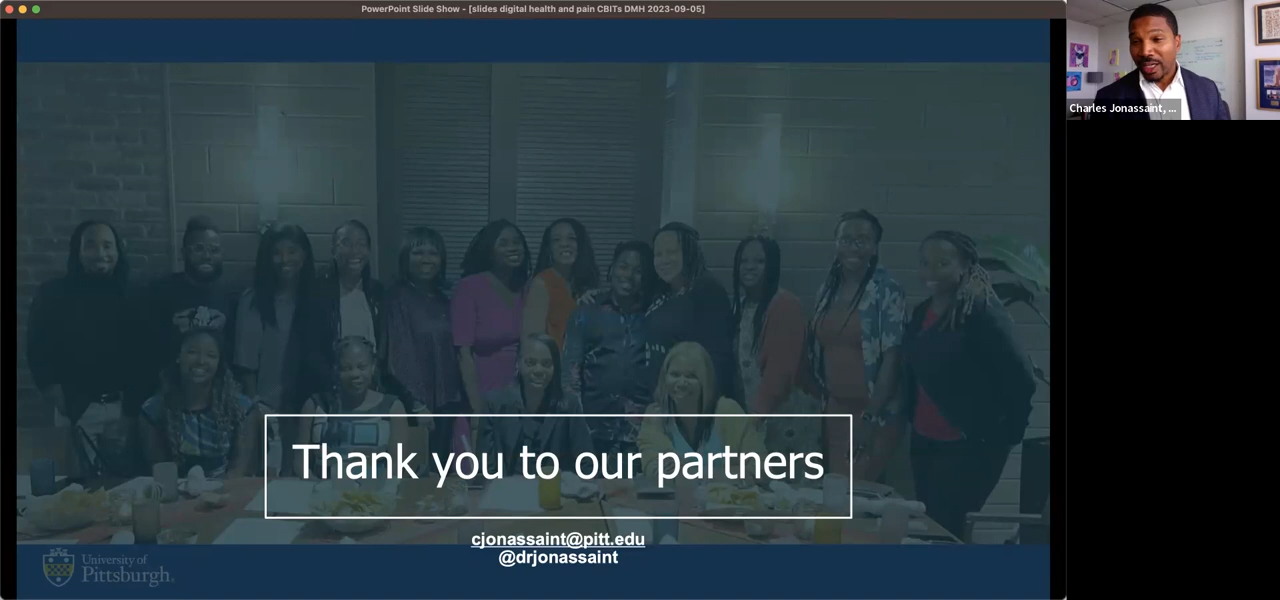 PowerPoint Slide Show - [slides digital health and pain CBITs DMH 2023-09-05]
Charles Jonassaint, ...
Thank you to our partners
cjonassaint@pitt.edu
@drjonassaint
University of
Pittsburgh®